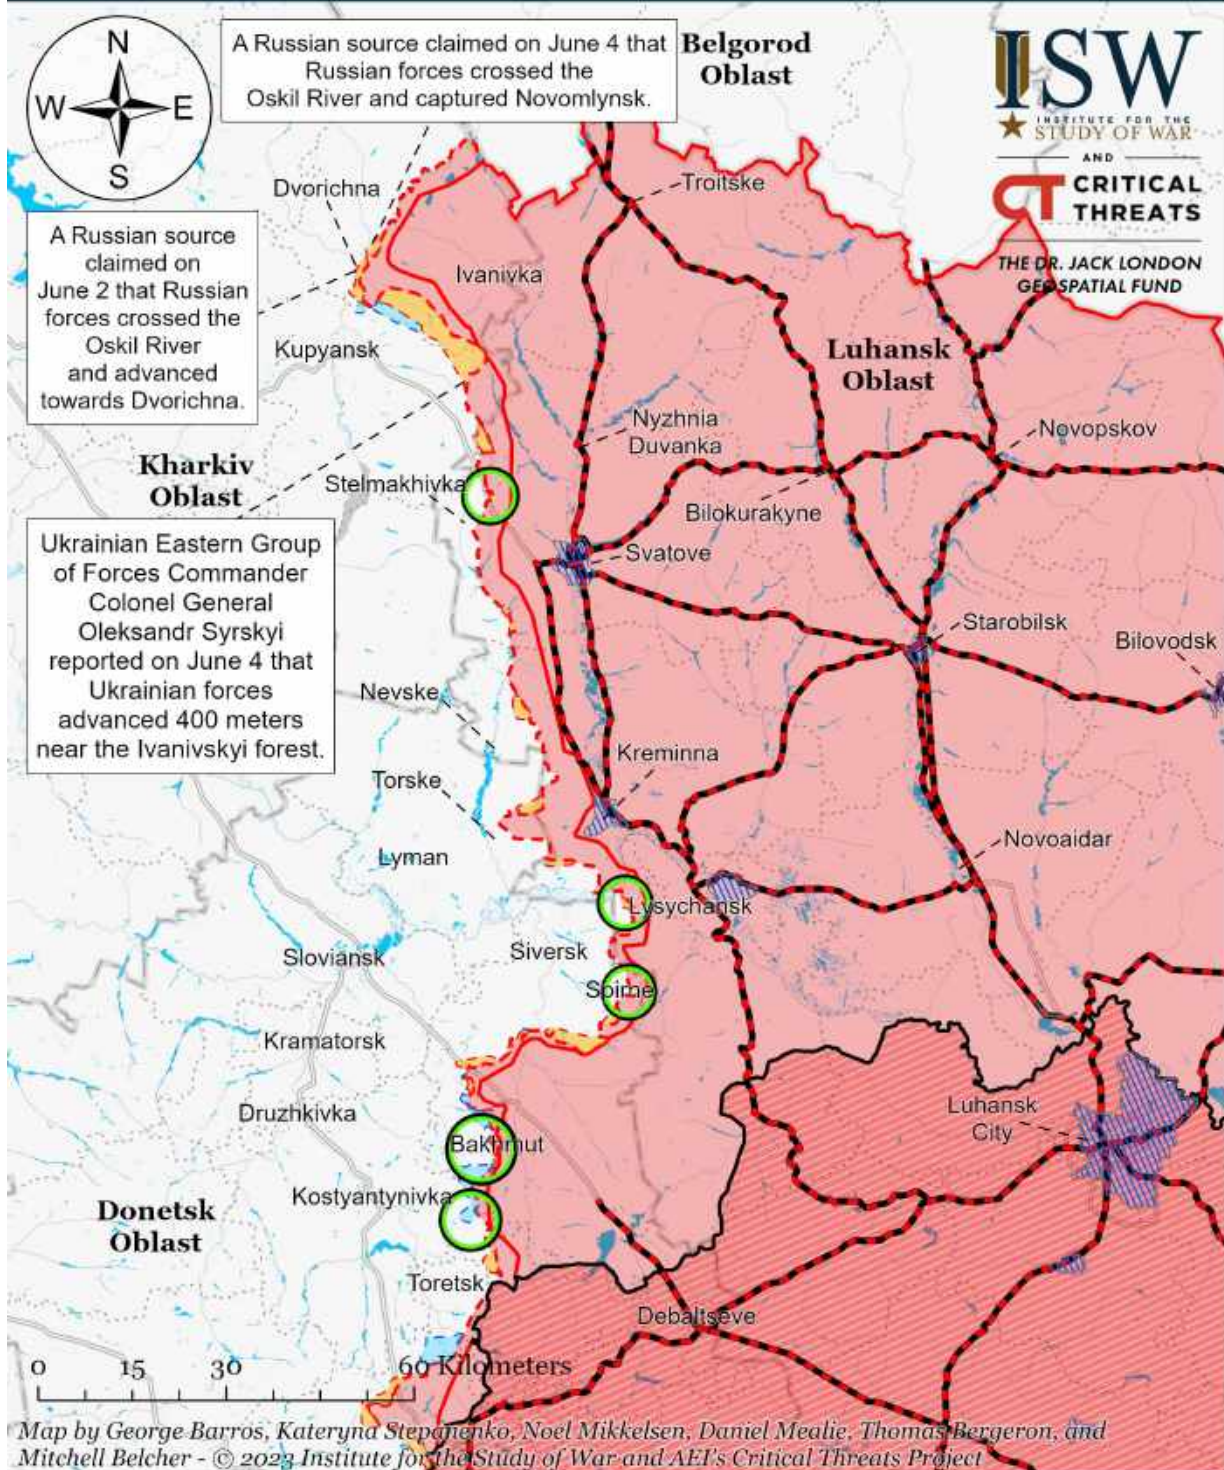 N
W
E
S
A Russian source claimed on June 4 that
Russian forces crossed the
Oskil River and captured Novomlynsk.
Belgorod
Oblast
ISW
INSTITUTE FOR THE
STUDY OF WAR
AND
CT CRITICAL
THREATS
THE DR. JACK LONDON
GEOSPATIAL FUND
Dvorichna
Troitske
A Russian source
claimed on
June 2 that Russian
forces crossed the
Oskil River
and advanced
towards Dvorichna.
Ivanivka
Kupyansk
Luhansk
Oblast
Nyzhnia
Duvanka
Novopskov
Kharkiv
Oblast
Stelmakhivka
Bilokurakyne
Svatove
Ukrainian Eastern Group
of Forces Commander
Colonel General
Oleksandr Syrskyi
reported on June 4 that
Ukrainian forces
advanced 400 meters
near the Ivanivskyi forest.
Starobilsk
Bilovodsk
Nevske
Kreminna
Torske
Novoaidar
Lyman
Lysychansk
Sloviansk
Siversk
Spirne
Kramatorsk
Druzhkivka
Luhansk
City
Bakhmut
Kostyantynivka
Donetsk
Oblast
Toretsk
Debaltseve
0 15 30 60 Kilometers
Map by George Barros, Kateryna Stepanenko, Noel Mikkelsen, Daniel Mealie, Thomas Bergeron, and
Mitchell Belcher - © 2023 Institute for the Study of War and AEI's Critical Threats Project